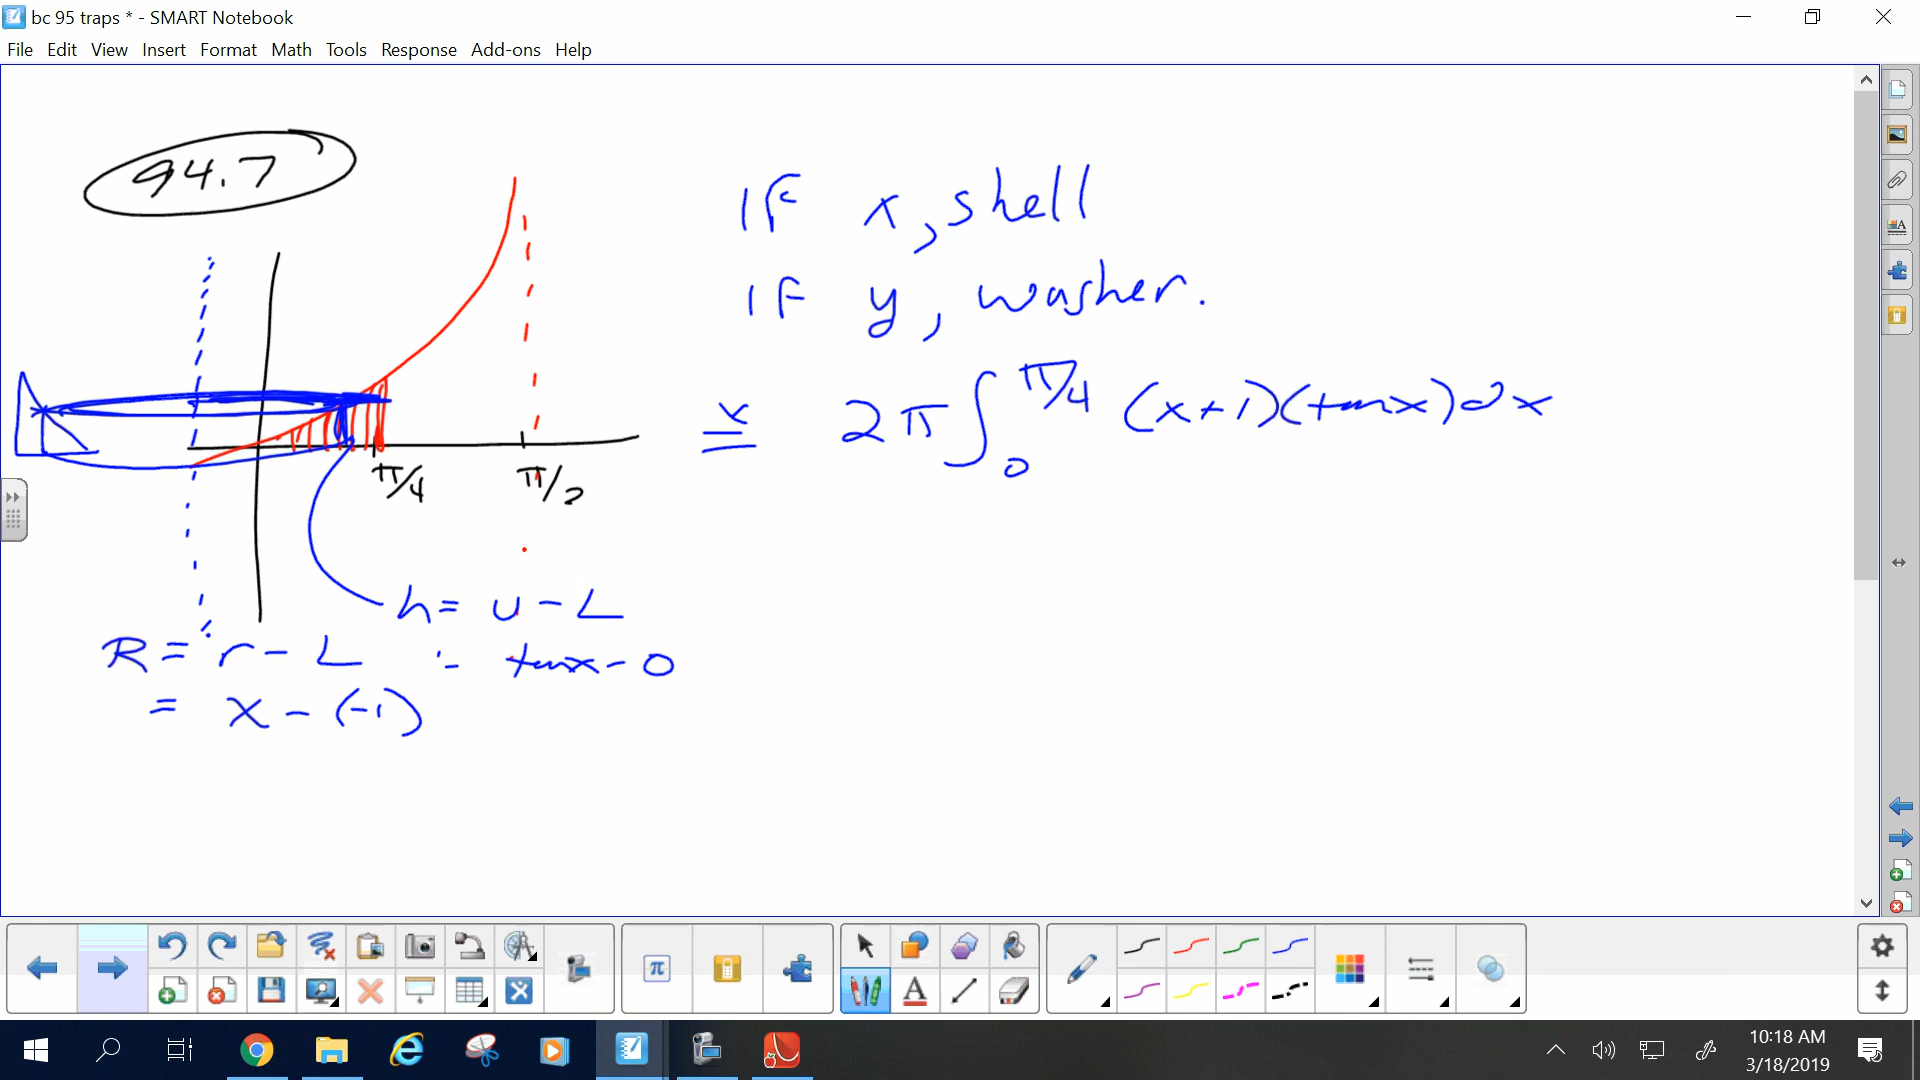 bc 95 traps * - SMART Notebook
File Edit View Insert Format Math Tools Response Add-ons Help
94.7
IF x, shell
IF y, washer.
x 2π∫₀^π/4 (x+1)(tanx)dx
π/4
π/2
h = u - L
R = r - L = tanx - 0
= x - (-1)
π
A
10:18 AM
3/18/2019